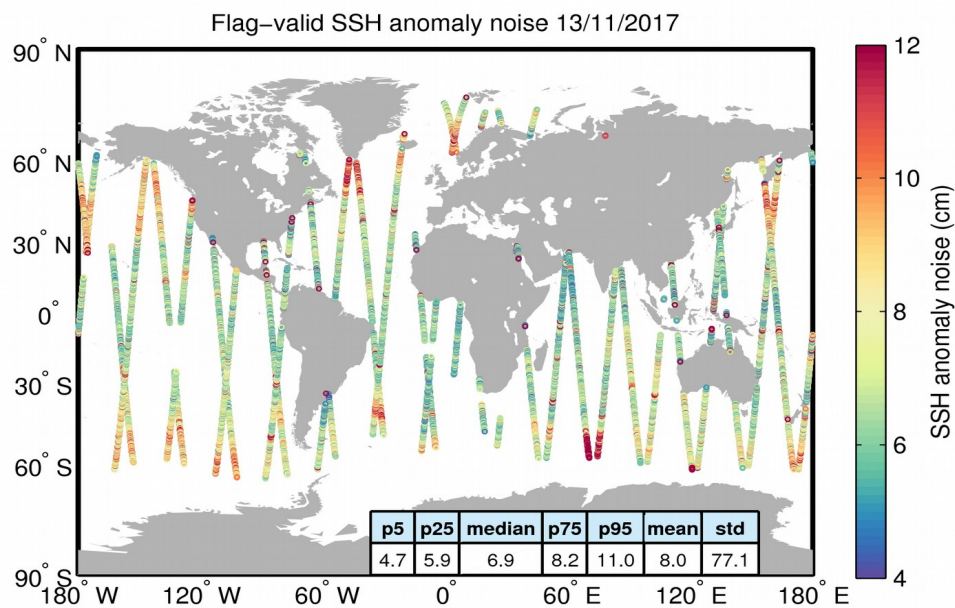 Flag−valid SSH anomaly noise 13/11/2017
90° N
60° N
30° N
0°
30° S
60° S
90° S
180° W
120° W
60° W
0°
60° E
120° E
180° E
12
10
8
6
4
SSH anomaly noise (cm)
p5 p25 median p75 p95 mean std
4.7 5.9 6.9 8.2 11.0 8.0 77.1